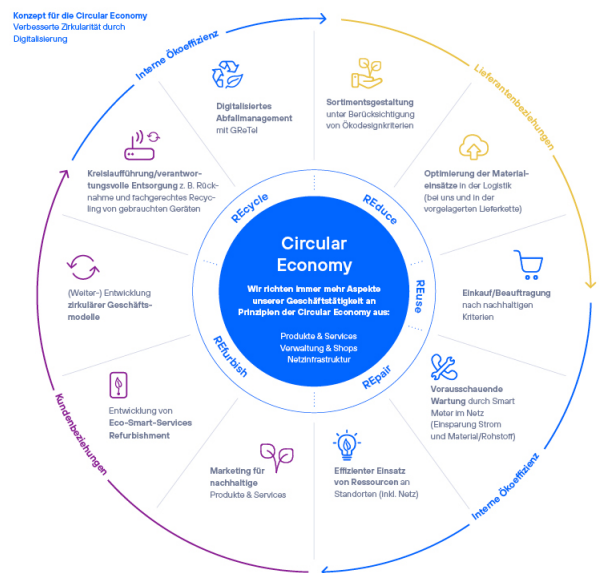 Konzept für die Circular Economy
Verbesserte Zirkularität durch
Digitalisierung
Interne Ökoeffizienz
Lieferantenbeziehungen
Digitalisiertes
Abfallmanagement
mit GReTel
Sortimentsgestaltung
unter Berücksichtigung
von Ökodesignkriterien
Kreislaufführung/verantwor-
tungsvolle Entsorgung z. B. Rück-
nahme und fachgerechtes Recyc-
ling von gebrauchten Geräten
Optimierung der Material-
einsätze in der Logistik
(bei uns und in der
vorgelagerten Lieferkette)
REcycle
REduce
Circular
Economy
Wir richten immer mehr Aspekte
unserer Geschäftstätigkeit an
Prinzipien der Circular Economy aus:
Produkte & Services
Verwaltung & Shops
Netzinfrastruktur
REuse
REfurbish
REpair
(Weiter-) Entwicklung
zirkulärer Geschäfts-
modelle
Einkauf/Beauftragung
nach nachhaltigen
Kriterien
Vorausschauende
Wartung durch Smart
Meter im Netz
(Einsparung Strom
und Material/Rohstoff)
Entwicklung von
Eco-Smart-Services
Refurbishment
Kundenbeziehungen
Marketing für
nachhaltige
Produkte & Services
Effizienter Einsatz
von Ressourcen an
Standorten (inkl. Netz)
Interne Ökoeffizienz